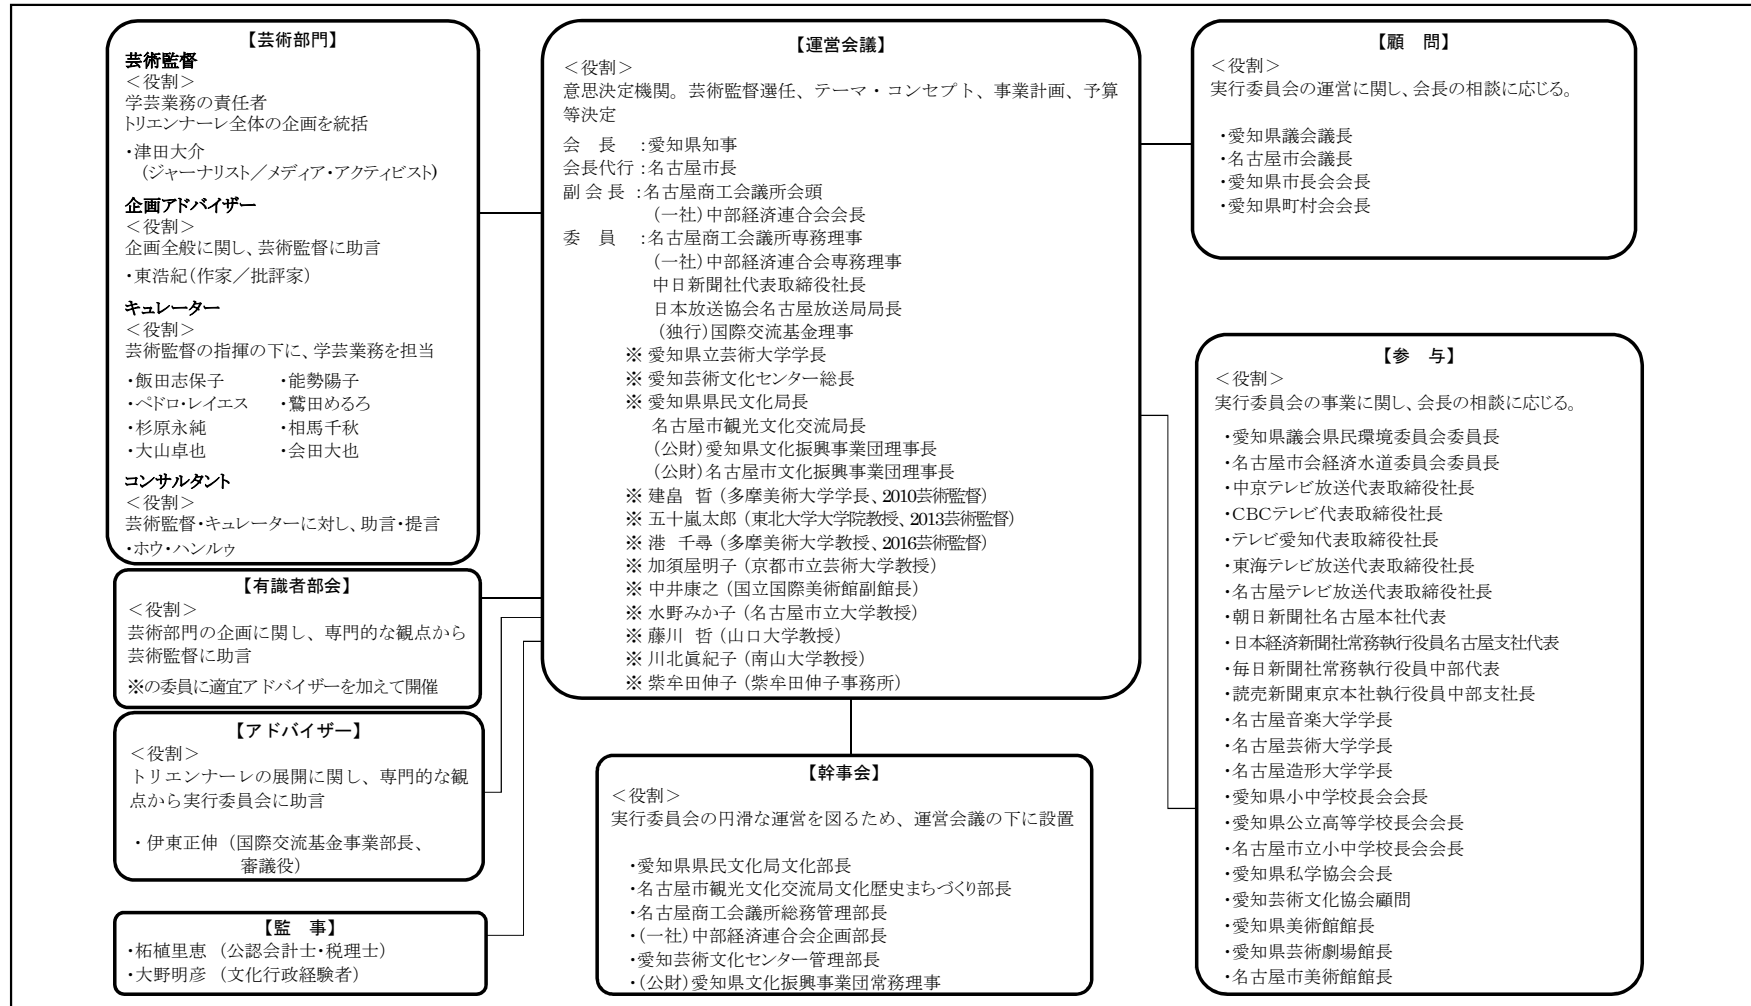 【芸術部門】
芸術監督
＜役割＞
学芸業務の責任者
トリエンナーレ全体の企画を統括
・津田大介
（ジャーナリスト／メディア・アクティビスト）
企画アドバイザー
＜役割＞
企画全般に関し、芸術監督に助言
・東浩紀（作家／批評家）
キュレーター
＜役割＞
芸術監督の指揮の下に、学芸業務を担当
・飯田志保子 ・能勢陽子
・ペドロ・レイエス ・鷲田めるろ
・杉原永純 ・相馬千秋
・大山卓也 ・会田大也
コンサルタント
＜役割＞
芸術監督・キュレーターに対し、助言・提言
・ホウ・ハンルゥ
【有識者部会】
＜役割＞
芸術部門の企画に関し、専門的な観点から
芸術監督に助言
※の委員に適宜アドバイザーを加えて開催
【アドバイザー】
＜役割＞
トリエンナーレの展開に関し、専門的な観
点から実行委員会に助言
・伊東正伸（国際交流基金事業部長、
審議役）
【監　事】
・柘植里恵（公認会計士・税理士）
・大野明彦（文化行政経験者）
【運営会議】
＜役割＞
意思決定機関。芸術監督選任、テーマ・コンセプト、事業計画、予算
等決定
会　長　：愛知県知事
会長代行：名古屋市長
副 会 長：名古屋商工会議所会頭
（一社）中部経済連合会会長
委　員　：名古屋商工会議所専務理事
（一社）中部経済連合会専務理事
中日新聞社代表取締役社長
日本放送協会名古屋放送局局長
（独行）国際交流基金理事
※ 愛知県立芸術大学学長
※ 愛知芸術文化センター総長
※ 愛知県県民文化局長
名古屋市観光文化交流局長
（公財）愛知県文化振興事業団理事長
（公財）名古屋市文化振興事業団理事長
※ 建畠　哲（多摩美術大学学長、2010芸術監督）
※ 五十嵐太郎（東北大学大学院教授、2013芸術監督）
※ 港　千尋（多摩美術大学教授、2016芸術監督）
※ 加須屋明子（京都市立芸術大学教授）
※ 中井康之（国立国際美術館副館長）
※ 水野みか子（名古屋市立大学教授）
※ 藤川 哲（山口大学教授）
※ 川北眞紀子（南山大学教授）
※ 紫牟田伸子（紫牟田伸子事務所）
【幹事会】
＜役割＞
実行委員会の円滑な運営を図るため、運営会議の下に設置
・愛知県県民文化局文化部長
・名古屋市観光文化交流局文化歴史まちづくり部長
・名古屋商工会議所総務管理部長
・（一社）中部経済連合会企画部長
・愛知芸術文化センター管理部長
・（公財）愛知県文化振興事業団常務理事
【顧　問】
＜役割＞
実行委員会の運営に関し、会長の相談に応じる。
・愛知県議会議長
・名古屋市会議長
・愛知県市長会会長
・愛知県町村会会長
【参　与】
＜役割＞
実行委員会の事業に関し、会長の相談に応じる。
・愛知県議会県民環境委員会委員長
・名古屋市会経済水道委員会委員長
・中京テレビ放送代表取締役社長
・CBCテレビ代表取締役社長
・テレビ愛知代表取締役社長
・東海テレビ放送代表取締役社長
・名古屋テレビ放送代表取締役社長
・朝日新聞社名古屋本社代表
・日本経済新聞社常務執行役員名古屋支社代表
・毎日新聞社常務執行役員中部代表
・読売新聞東京本社執行役員中部支社長
・名古屋音楽大学学長
・名古屋芸術大学学長
・名古屋造形大学学長
・愛知県小中学校長会会長
・愛知県公立高等学校長会会長
・名古屋市立小中学校長会会長
・愛知県私学協会会長
・愛知芸術文化協会顧問
・愛知県美術館館長
・愛知県芸術劇場館長
・名古屋市美術館館長